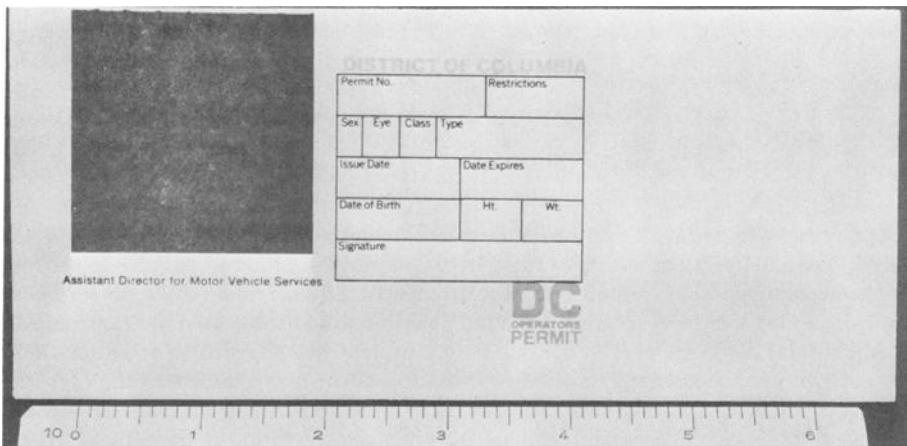 DISTRICT OF COLUMBIA
Permit No. Restrictions
Sex Eye Class Type
Issue Date Date Expires
Date of Birth Ht. Wt.
Signature
Assistant Director for Motor Vehicle Services
DC
OPERATORS
PERMIT
10 0 1 2 3 4 5 6